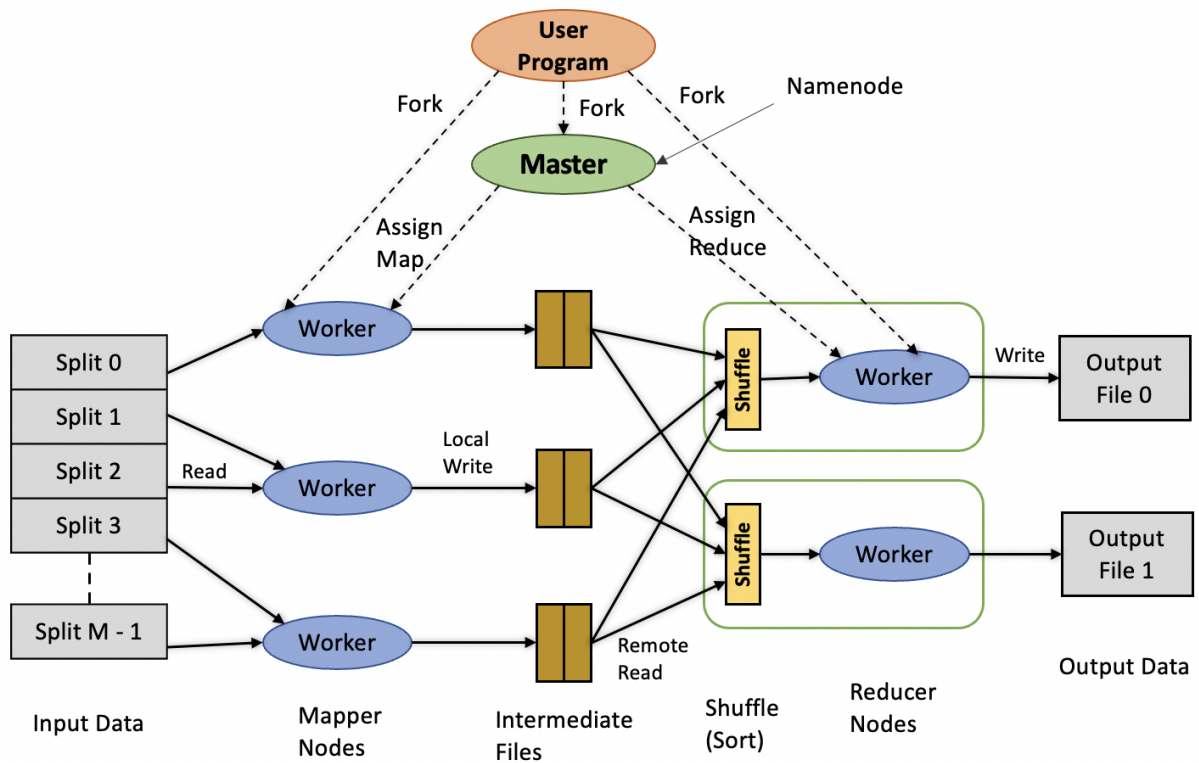 User
Program
Fork
Fork
Fork
Namenode
Master
Assign
Map
Assign
Reduce
Split 0
Split 1
Split 2
Split 3
Split M - 1
Read
Worker
Worker
Worker
Local
Write
Remote
Read
Shuffle
Shuffle
Worker
Worker
Write
Output
File 0
Output
File 1
Input Data
Mapper
Nodes
Intermediate
Files
Shuffle
(Sort)
Reducer
Nodes
Output Data